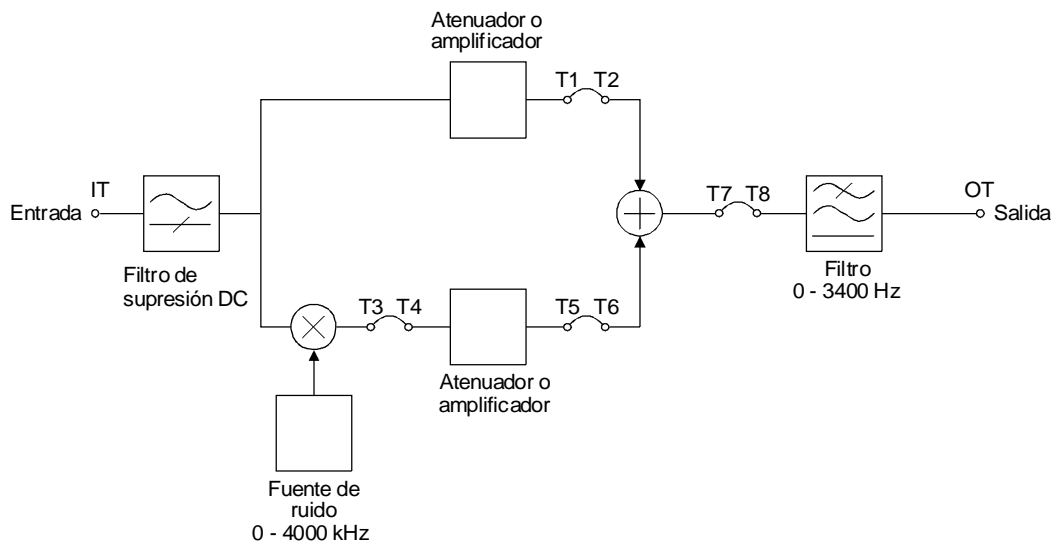 Atenuador o
amplificador
T1 T2
IT
Entrada
Filtro de
supresión DC
T7 T8
OT
Salida
Filtro
0 - 3400 Hz
T3 T4
T5 T6
Atenuador o
amplificador
Fuente de
ruido
0 - 4000 kHz